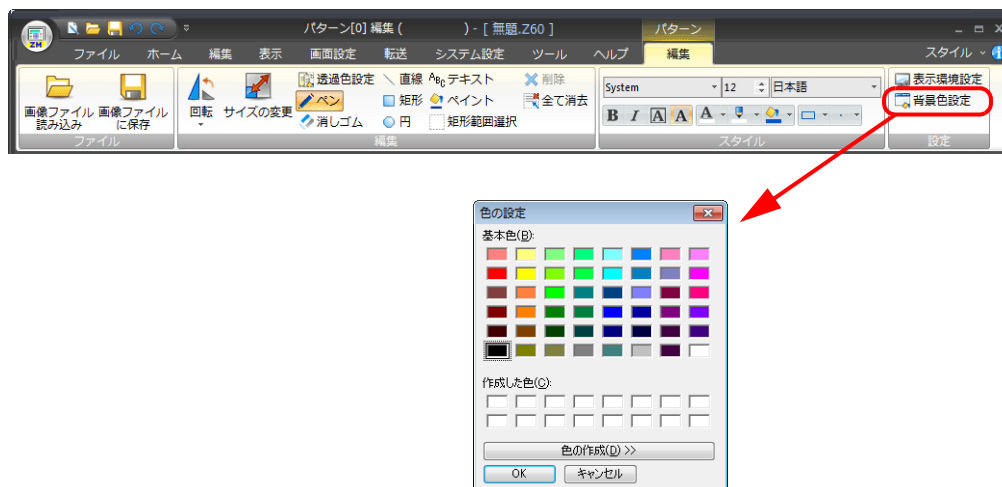 パターン[0] 編集 ( ) - [ 無題.Z60 ] パターン
ZM
ファイル ホーム 編集 表示 画面設定 転送 システム設定 ツール ヘルプ 編集 スタイル
画像ファイル 読み込み
画像ファイル に保存
ファイル
回転 サイズの変更
透過色設定 直線 ABC テキスト 削除
ペン 矩形 ペイント 全て消去
消しゴム 円 矩形範囲選択
編集
System 12 日本語
B I A A A
スタイル
表示環境設定
背景色設定
設定
色の設定
基本色(B):
作成した色(C):
色の作成(D) >>
OK キャンセル